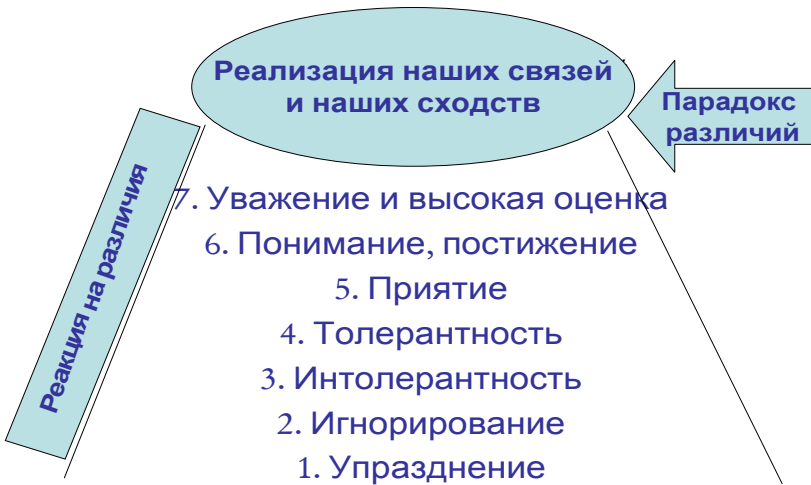 Реализация наших связей
и наших сходств
Парадокс
различий
Реакция на различия
7. Уважение и высокая оценка
6. Понимание, постижение
5. Приятие
4. Толерантность
3. Интолерантность
2. Игнорирование
1. Упразднение